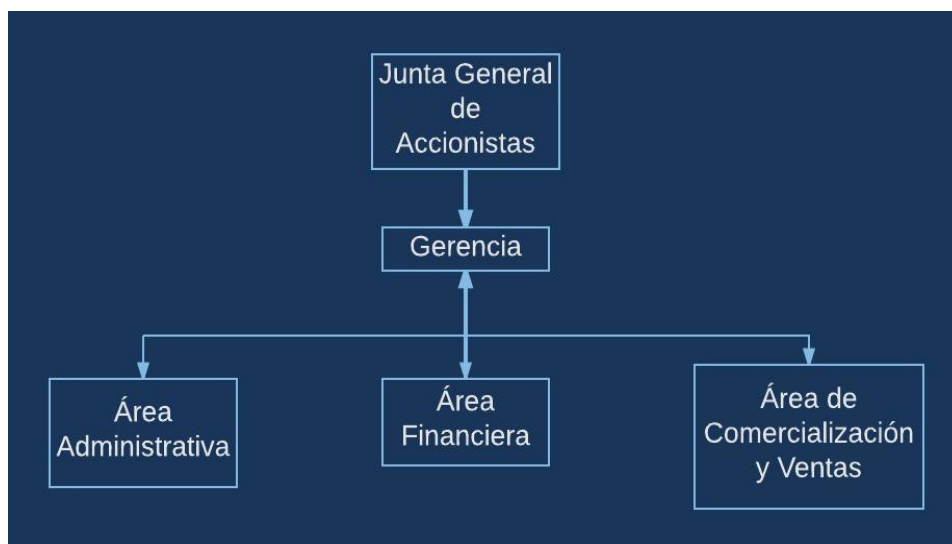 Junta General
de
Accionistas
Gerencia
Área
Administrativa
Área
Financiera
Área de
Comercialización
y Ventas